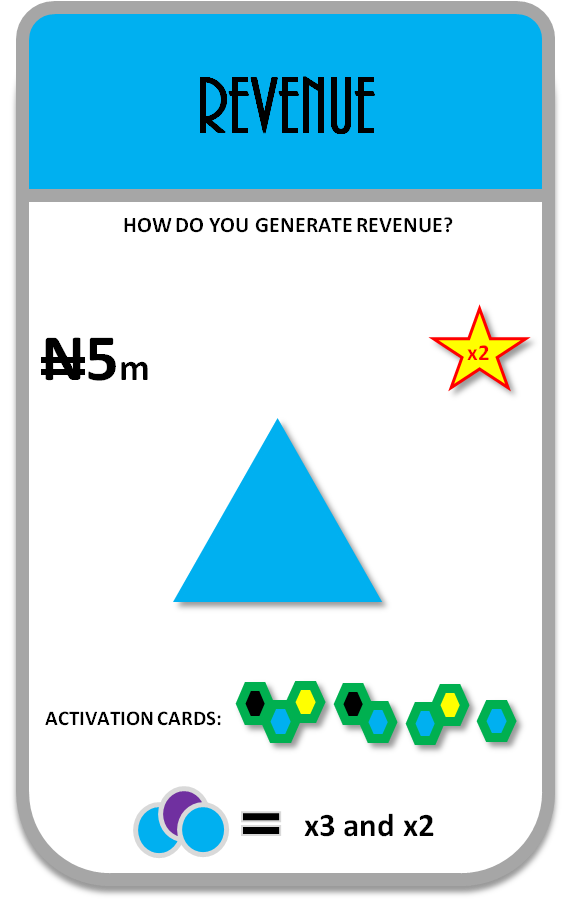 REVENUE
HOW DO YOU GENERATE REVENUE?
₦5m
x2
ACTIVATION CARDS:
= x3 and x2